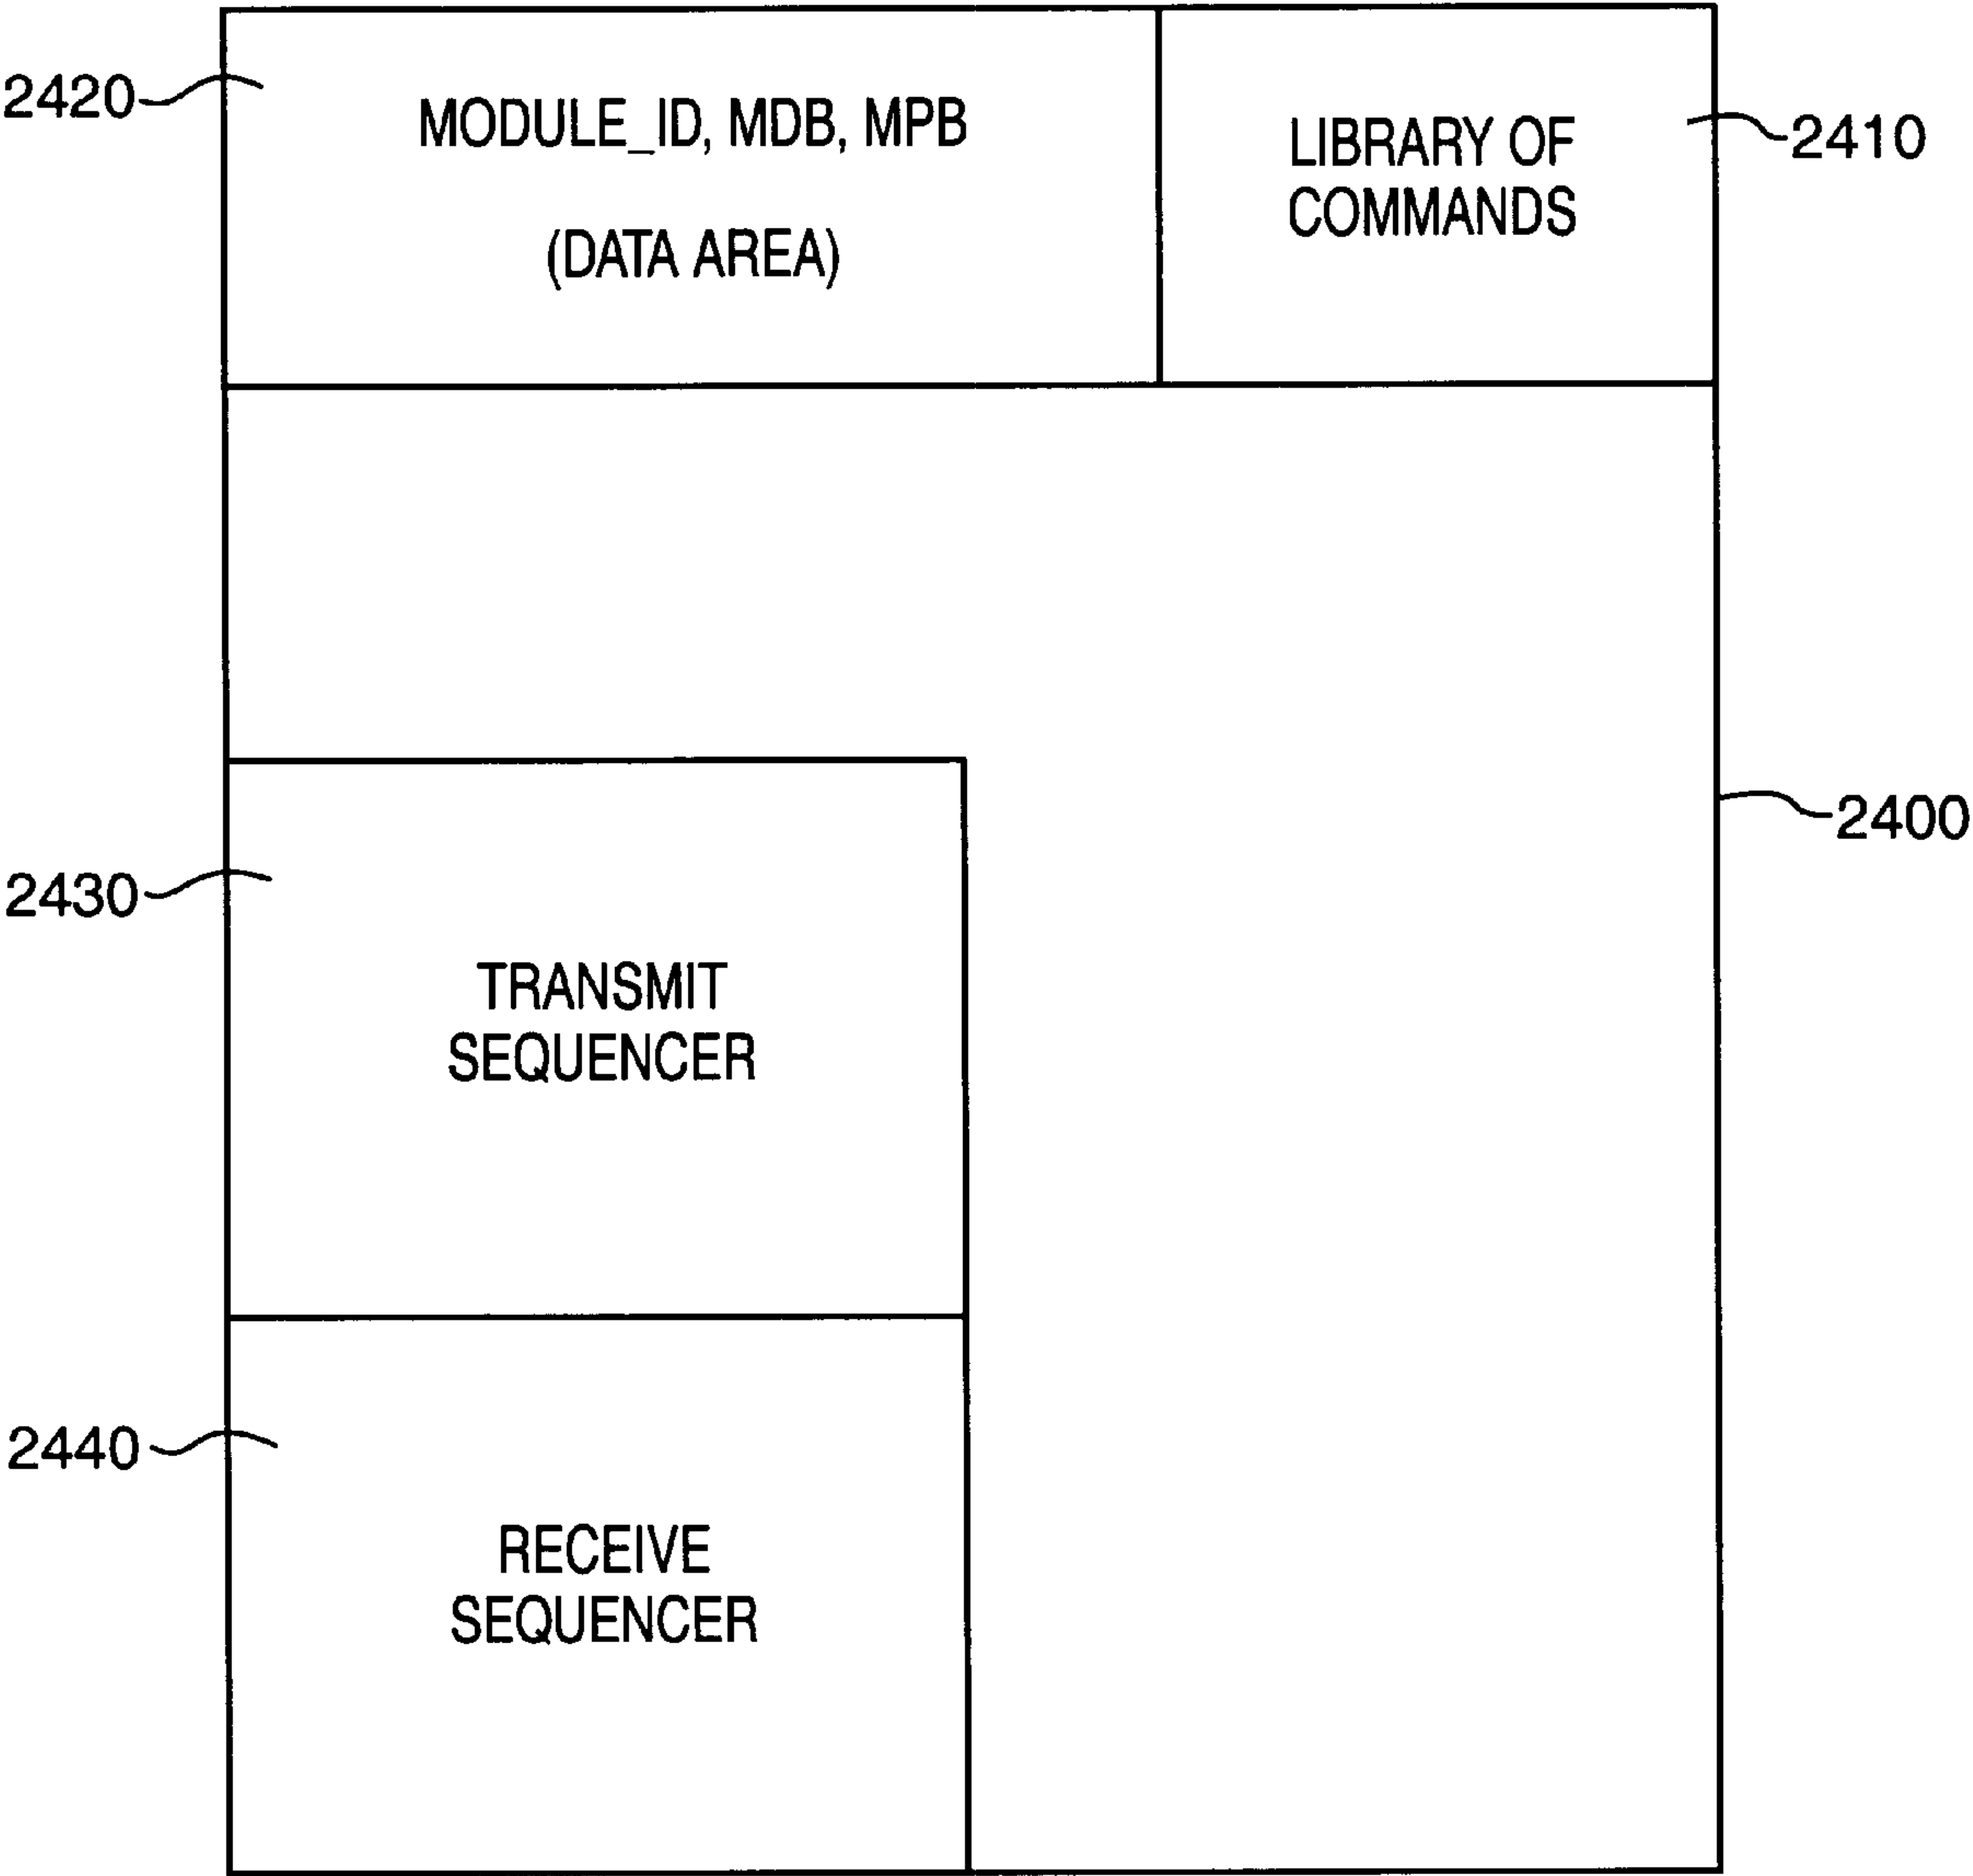 2420
MODULE_ID, MDB, MPB
(DATA AREA)
LIBRARY OF
COMMANDS
2410
2400
2430
TRANSMIT
SEQUENCER
2440
RECEIVE
SEQUENCER